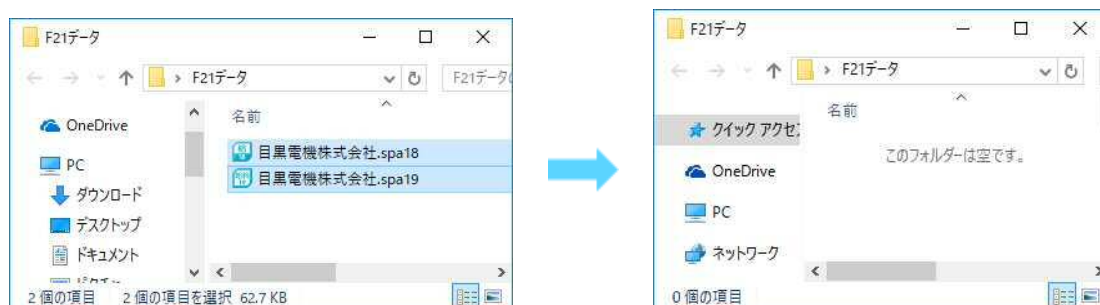 F21データ
F21データ
F21データの
OneDrive
PC
ダウンロード
デスクトップ
ドキュメント
名前
目黒電機株式会社.spa18
目黒電機株式会社.spa19
2 個の項目 2 個の項目を選択 62.7 KB
F21データ
F21データ
クイック アクセ
OneDrive
PC
ネットワーク
名前
このフォルダーは空です。
0 個の項目